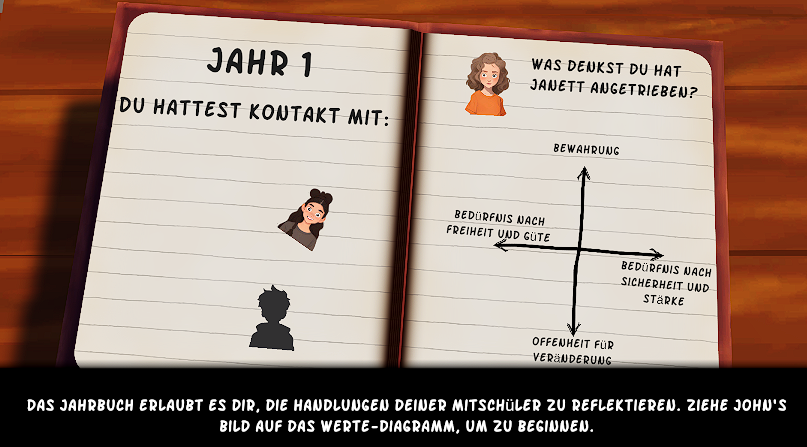 JAHR 1
DU HATTEST KONTAKT MIT:
WAS DENKST DU HAT
JANETT ANGETRIEBEN?
BEWAHRUNG
BEDÜRFNIS NACH
FREIHEIT UND GÜTE
BEDÜRFNIS NACH
SICHERHEIT UND
STÄRKE
OFFENHEIT FÜR
VERÄNDERUNG
DAS JAHRBUCH ERLAUBT ES DIR, DIE HANDLUNGEN DEINER MITSCHÜLER ZU REFLEKTIEREN. ZIEHE JOHN'S
BILD AUF DAS WERTE-DIAGRAMM, UM ZU BEGINNEN.